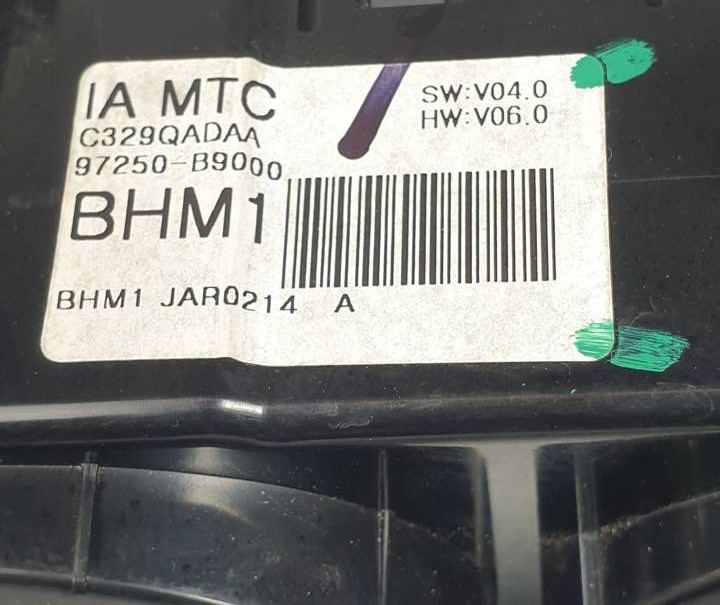 IA MTC
C329QADAA
97250-B9000
BHM1
SW:V04.0
HW:V06.0
BHM1 JAR0214 A